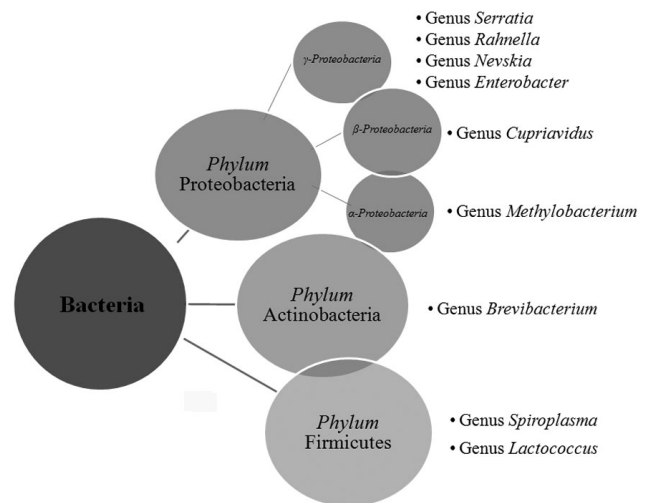 • Genus Serratia
• Genus Rahnella
• Genus Nevskia
• Genus Enterobacter
γ-Proteobacteria
β-Proteobacteria
• Genus Cupriavidus
Phylum
Proteobacteria
α-Proteobacteria
• Genus Methylobacterium
Bacteria
Phylum
Actinobacteria
• Genus Brevibacterium
Phylum
Firmicutes
• Genus Spiroplasma
• Genus Lactococcus